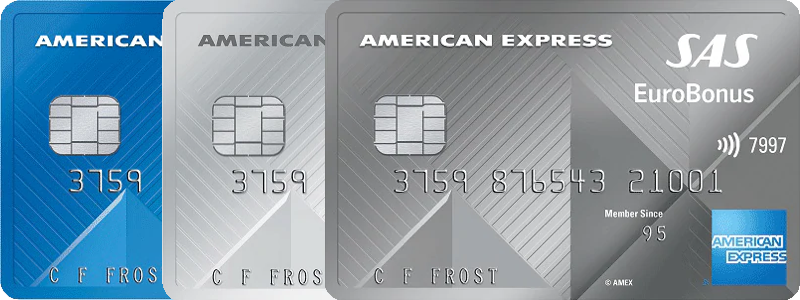 AMERICAN
3759
C F FROS
AMERICAN
3759
C F FROS
AMERICAN EXPRESS
SAS
EuroBonus
7997
3759 876543 21001
Member Since
95
AMERICAN
EXPRESS
C F FROST
© AMEX